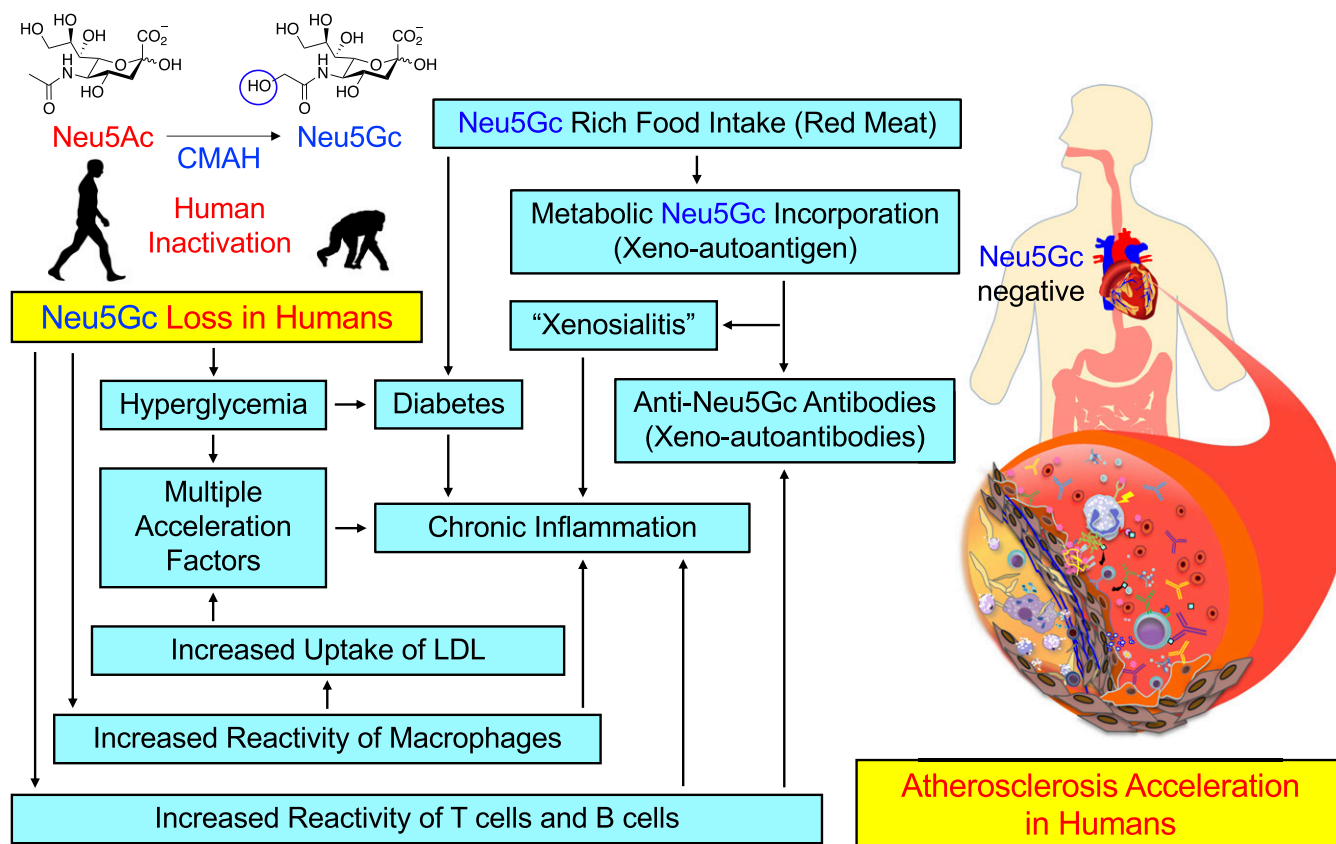 HO
OH
OH
CO2−
O
OH
H
N
O
HO
HO
OH
OH
CO2−
O
OH
H
N
HO
O
HO
Neu5Ac
CMAH
Neu5Gc
Human
Inactivation
Neu5Gc Loss in Humans
Neu5Gc Rich Food Intake (Red Meat)
Metabolic Neu5Gc Incorporation
(Xeno-autoantigen)
“Xenosialitis”
Hyperglycemia
Diabetes
Anti-Neu5Gc Antibodies
(Xeno-autoantibodies)
Multiple
Acceleration
Factors
Chronic Inflammation
Increased Uptake of LDL
Increased Reactivity of Macrophages
Increased Reactivity of T cells and B cells
Neu5Gc
negative
Atherosclerosis Acceleration
in Humans